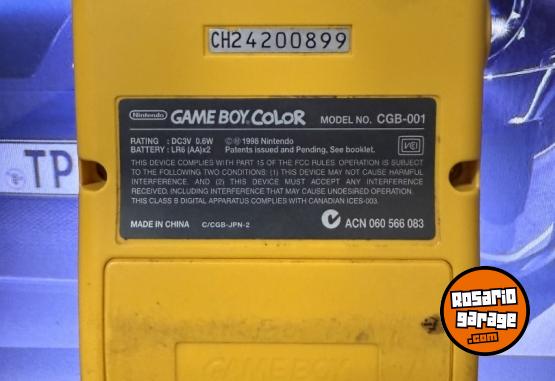 CH24200899
Nintendo GAME BOY COLOR MODEL NO. CGB-001
RATING : DC3V 0.6W ©Ⓜ 1998 Nintendo
BATTERY : LR6 (AA)x2 Patents issued and Pending. See booklet.
VCI
THIS DEVICE COMPLIES WITH PART 15 OF THE FCC RULES. OPERATION IS SUBJECT
TO THE FOLLOWING TWO CONDITIONS: (1) THIS DEVICE MAY NOT CAUSE HARMFUL
INTERFERENCE, AND (2) THIS DEVICE MUST ACCEPT ANY INTERFERENCE
RECEIVED, INCLUDING INTERFERENCE THAT MAY CAUSE UNDESIRED OPERATION.
THIS CLASS B DIGITAL APPARATUS COMPLIES WITH CANADIAN ICES-003.
MADE IN CHINA C/CGB-JPN-2 ACN 060 566 083
TP
GAME BOY
Rosario
garage
.com